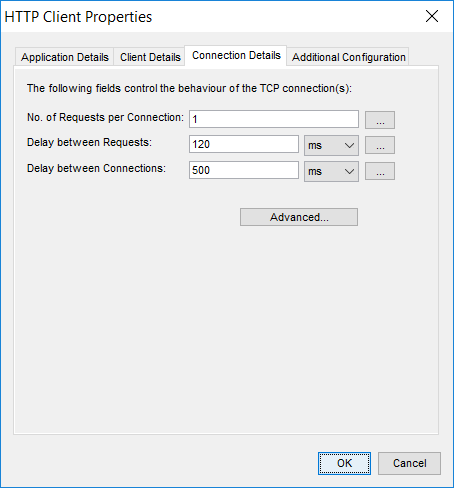 HTTP Client Properties
Application Details Client Details Connection Details Additional Configuration
The following fields control the behaviour of the TCP connection(s):
No. of Requests per Connection: 1 ...
Delay between Requests: 120 ms ...
Delay between Connections: 500 ms ...
Advanced...
OK Cancel